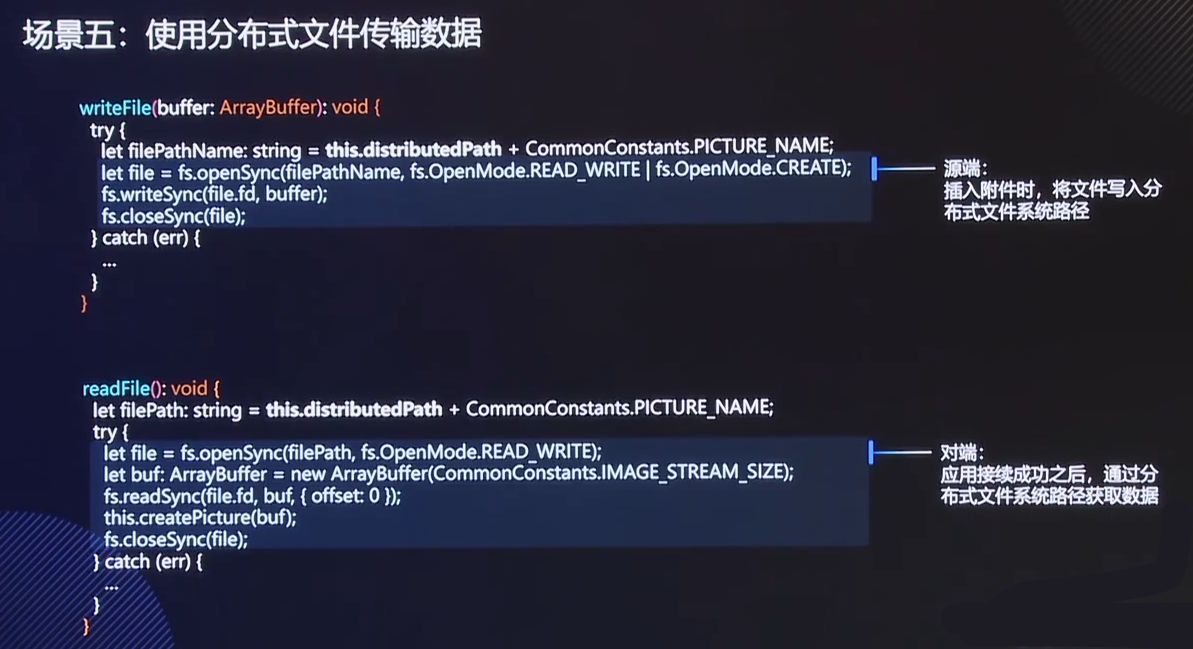 场景五：使用分布式文件传输数据
writeFile(buffer: ArrayBuffer): void {
try {
let filePathName: string = this.distributedPath + CommonConstants.PICTURE_NAME;
let file = fs.openSync(filePathName, fs.OpenMode.READ_WRITE | fs.OpenMode.CREATE);
fs.writeSync(file.fd, buffer);
fs.closeSync(file);
} catch (err) {
...
}
}
源端：
插入附件时，将文件写入分
布式文件系统路径
readFile(): void {
let filePath: string = this.distributedPath + CommonConstants.PICTURE_NAME;
try {
let file = fs.openSync(filePath, fs.OpenMode.READ_WRITE);
let buf: ArrayBuffer = new ArrayBuffer(CommonConstants.IMAGE_STREAM_SIZE);
fs.readSync(file.fd, buf, { offset: 0 });
this.createPicture(buf);
fs.closeSync(file);
} catch (err) {
...
}
}
对端：
应用接续成功之后，通过分
布式文件系统路径获取数据